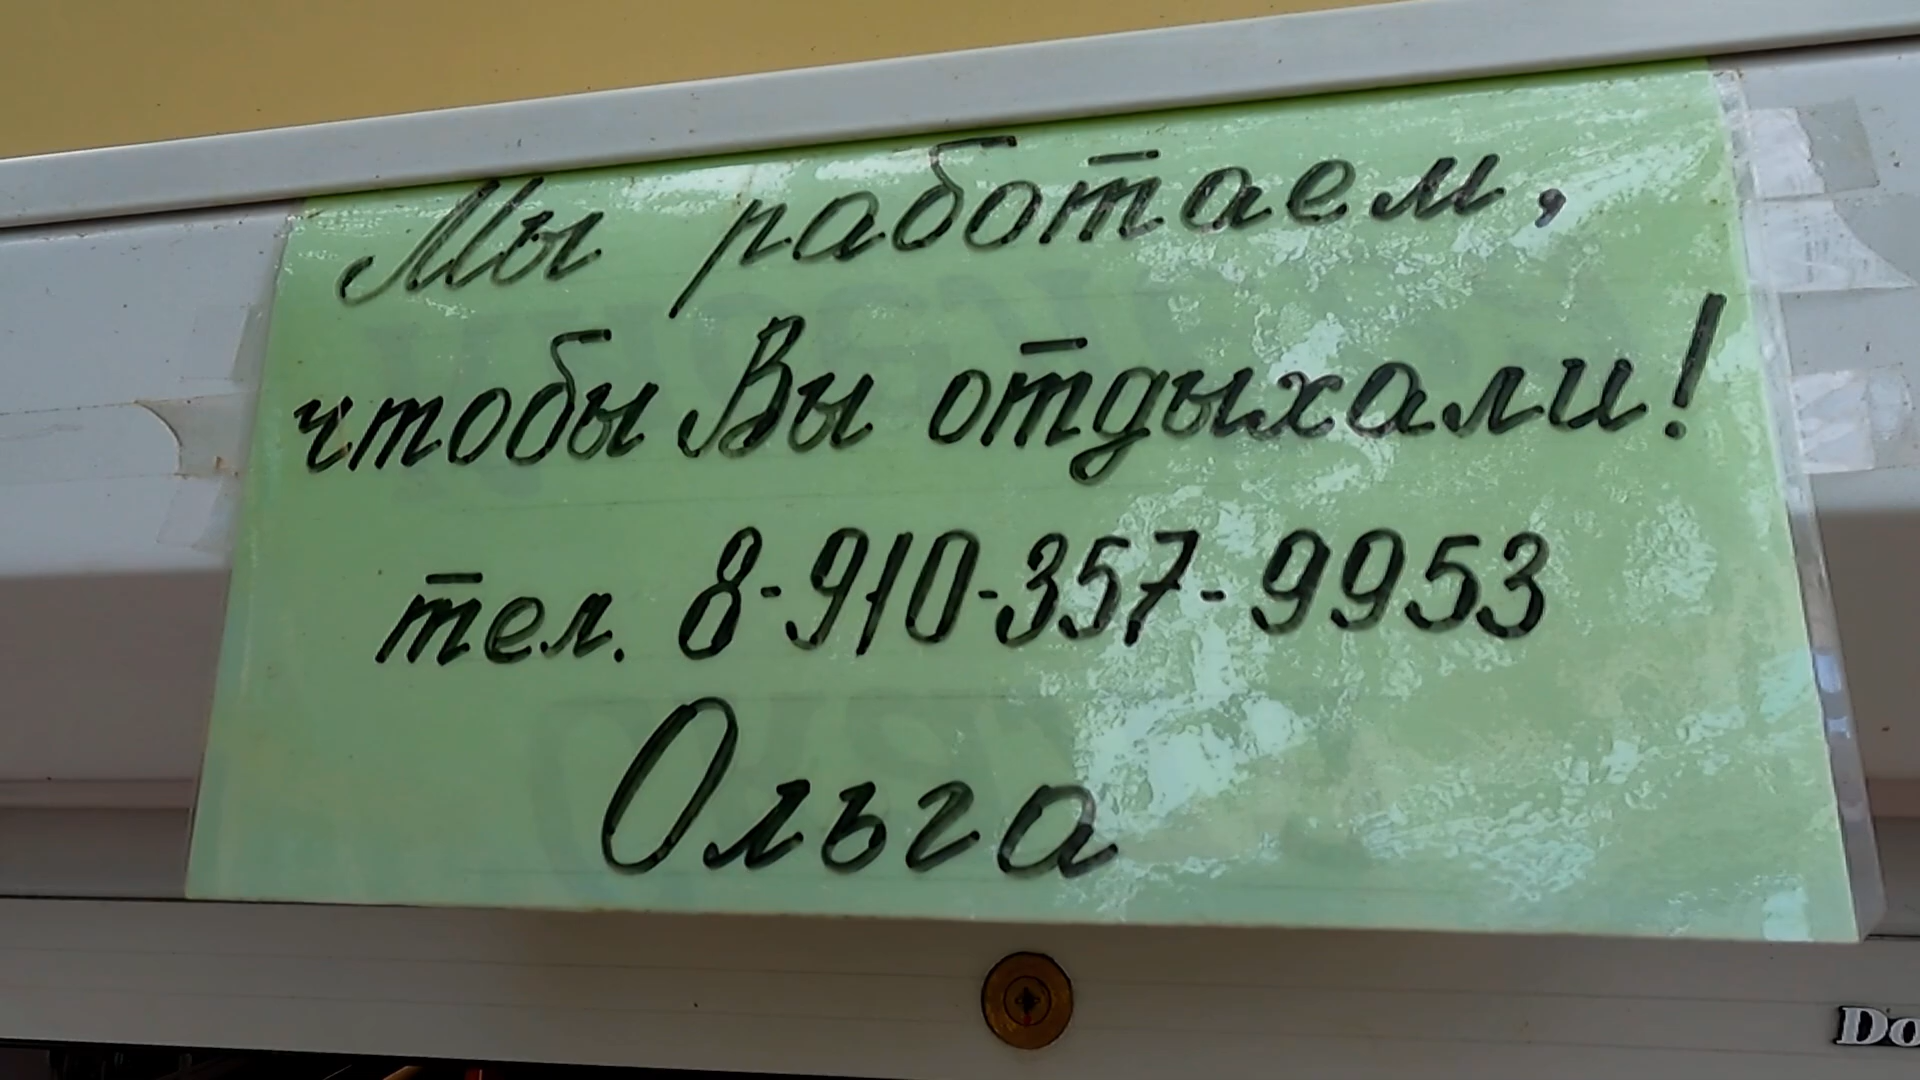 Мы работаем,
чтобы Вы отдыхали!
тел. 8-910-357-9953
Ольга